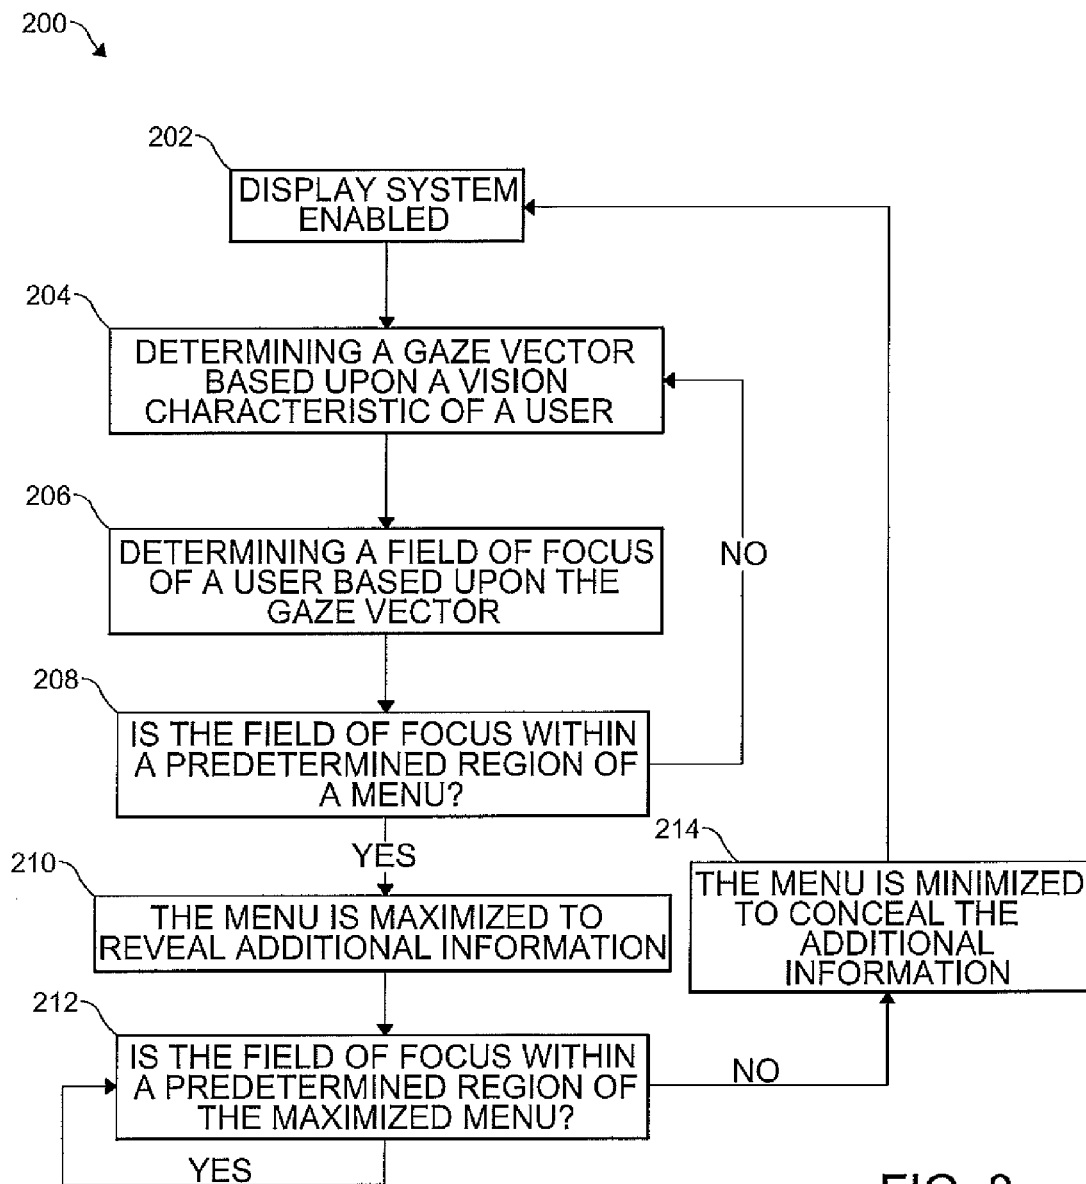 200
202
DISPLAY SYSTEM
ENABLED
204
DETERMINING A GAZE VECTOR
BASED UPON A VISION
CHARACTERISTIC OF A USER
206
DETERMINING A FIELD OF FOCUS
OF A USER BASED UPON THE
GAZE VECTOR
NO
208
IS THE FIELD OF FOCUS WITHIN
A PREDETERMINED REGION OF
A MENU?
YES
210
THE MENU IS MAXIMIZED TO
REVEAL ADDITIONAL INFORMATION
214
THE MENU IS MINIMIZED
TO CONCEAL THE
ADDITIONAL
INFORMATION
212
IS THE FIELD OF FOCUS WITHIN
A PREDETERMINED REGION OF
THE MAXIMIZED MENU?
NO
YES